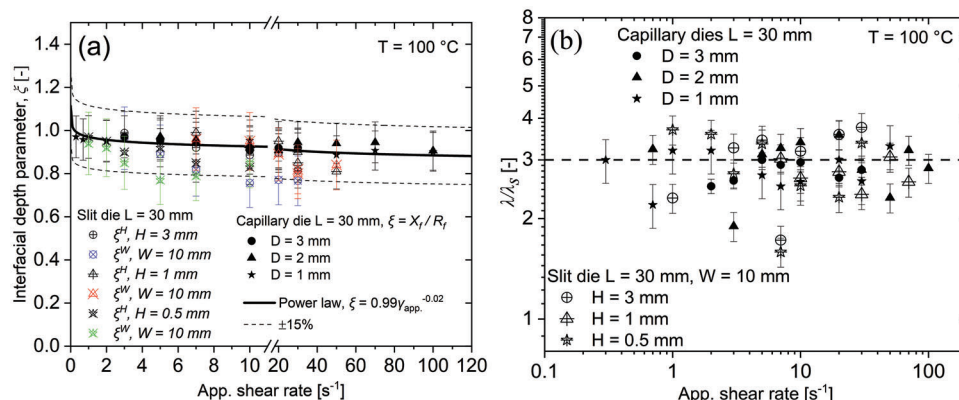 (a)
T = 100 °C
Interfacial depth parameter, ξ [-]
1.4
1.2
1.0
0.8
0.6
0.4
0.2
0.0
Slit die L = 30 mm
ξ^H, H = 3 mm
ξ^W, W = 10 mm
ξ^H, H = 1 mm
ξ^W, W = 10 mm
ξ^H, H = 0.5 mm
ξ^W, W = 10 mm
Capillary die L = 30 mm, ξ = X_f / R_f
D = 3 mm
D = 2 mm
D = 1 mm
Power law, ξ = 0.99γ_app.^-0.02
±15%
0 2 4 6 8 10 20 40 60 80 100 120
App. shear rate [s⁻¹]
(b)
Capillary dies L = 30 mm
T = 100 °C
D = 3 mm
D = 2 mm
D = 1 mm
λ/λ_S [-]
8
7
6
5
4
3
2
1
Slit die L = 30 mm, W = 10 mm
H = 3 mm
H = 1 mm
H = 0.5 mm
0.1 1 10 100
App. shear rate [s⁻¹]